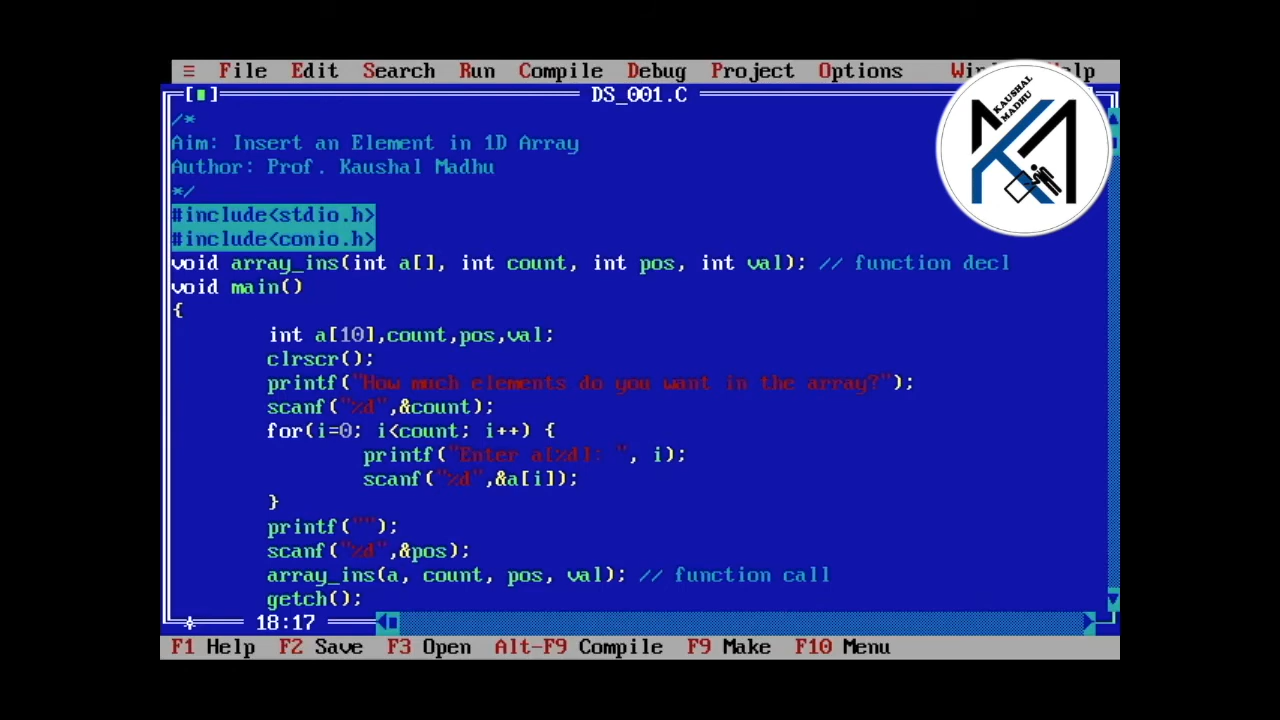 ≡ File Edit Search Run Compile Debug Project Options
DS_001.C
KAUSHAL
MADHU
/*
Aim: Insert an Element in 1D Array
Author: Prof. Kaushal Madhu
*/
#include<stdio.h>
#include<conio.h>
void array_ins(int a[], int count, int pos, int val); // function decl
void main()
{
int a[10],count,pos,val;
clrscr();
printf("How much elements do you want in the array?");
scanf("%d",&count);
for(i=0; i<count; i++) {
printf("Enter a[%d]: ", i);
scanf("%d",&a[i]);
}
printf("");
scanf("%d",&pos);
array_ins(a, count, pos, val); // function call
getch();
18:17
F1 Help F2 Save F3 Open Alt-F9 Compile F9 Make F10 Menu